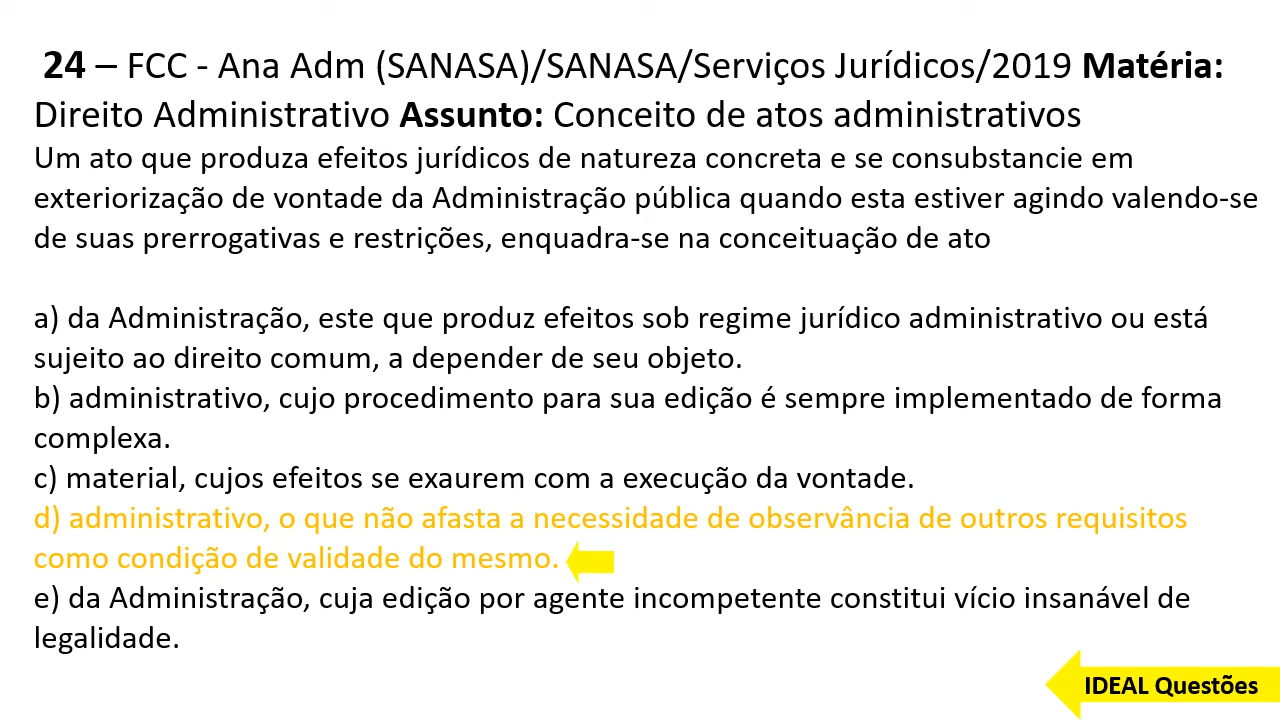 24 – FCC - Ana Adm (SANASA)/SANASA/Serviços Jurídicos/2019 Matéria:
Direito Administrativo Assunto: Conceito de atos administrativos
Um ato que produza efeitos jurídicos de natureza concreta e se consubstancie em
exteriorização de vontade da Administração pública quando esta estiver agindo valendo-se
de suas prerrogativas e restrições, enquadra-se na conceituação de ato
a) da Administração, este que produz efeitos sob regime jurídico administrativo ou está
sujeito ao direito comum, a depender de seu objeto.
b) administrativo, cujo procedimento para sua edição é sempre implementado de forma
complexa.
c) material, cujos efeitos se exaurem com a execução da vontade.
d) administrativo, o que não afasta a necessidade de observância de outros requisitos
como condição de validade do mesmo.
e) da Administração, cuja edição por agente incompetente constitui vício insanável de
legalidade.
IDEAL Questões